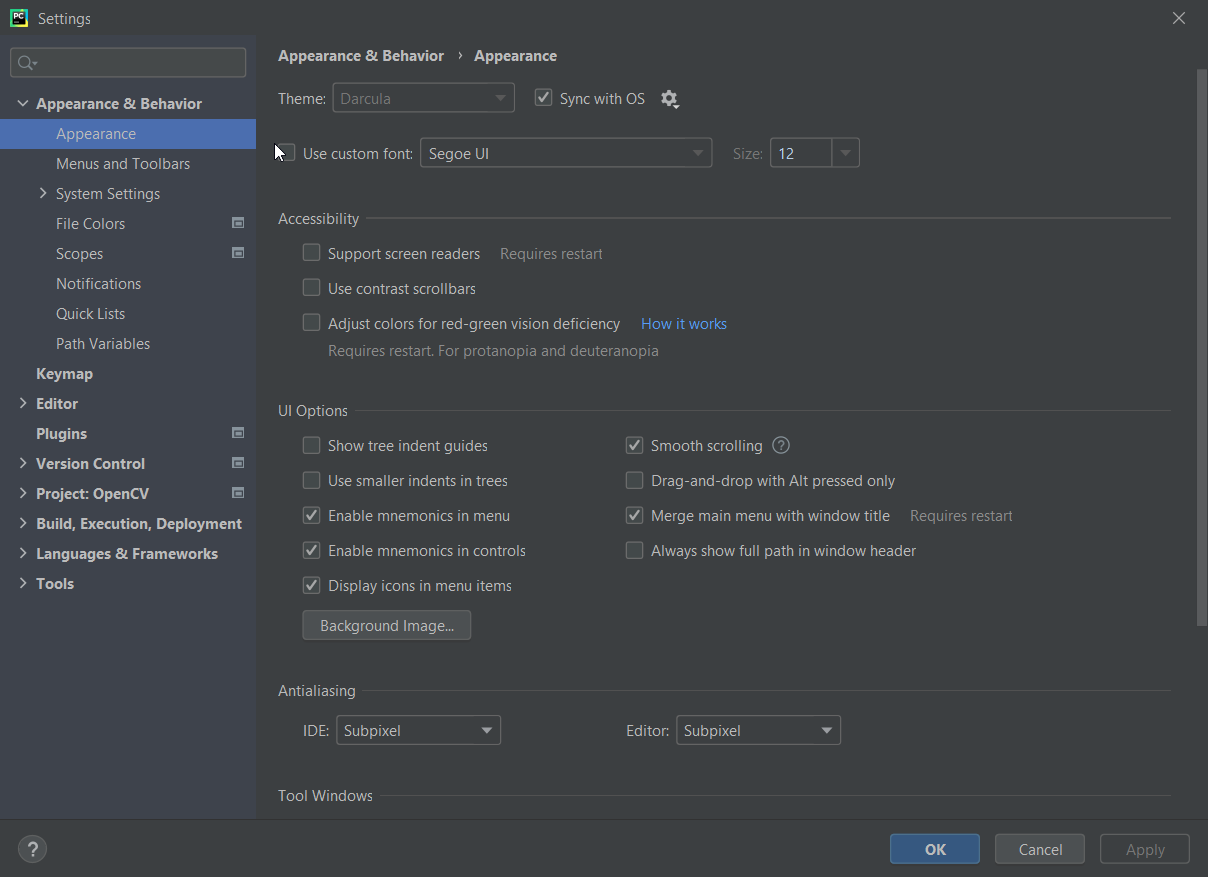 PC
Settings
Appearance & Behavior
Appearance
Menus and Toolbars
System Settings
File Colors
Scopes
Notifications
Quick Lists
Path Variables
Keymap
Editor
Plugins
Version Control
Project: OpenCV
Build, Execution, Deployment
Languages & Frameworks
Tools
Appearance & Behavior › Appearance
Theme: Darcula Sync with OS
Use custom font: Segoe UI Size: 12
Accessibility
Support screen readers Requires restart
Use contrast scrollbars
Adjust colors for red-green vision deficiency How it works
Requires restart. For protanopia and deuteranopia
UI Options
Show tree indent guides Smooth scrolling ?
Use smaller indents in trees Drag-and-drop with Alt pressed only
Enable mnemonics in menu Merge main menu with window title Requires restart
Enable mnemonics in controls Always show full path in window header
Display icons in menu items
Background Image...
Antialiasing
IDE: Subpixel Editor: Subpixel
Tool Windows
? OK Cancel Apply